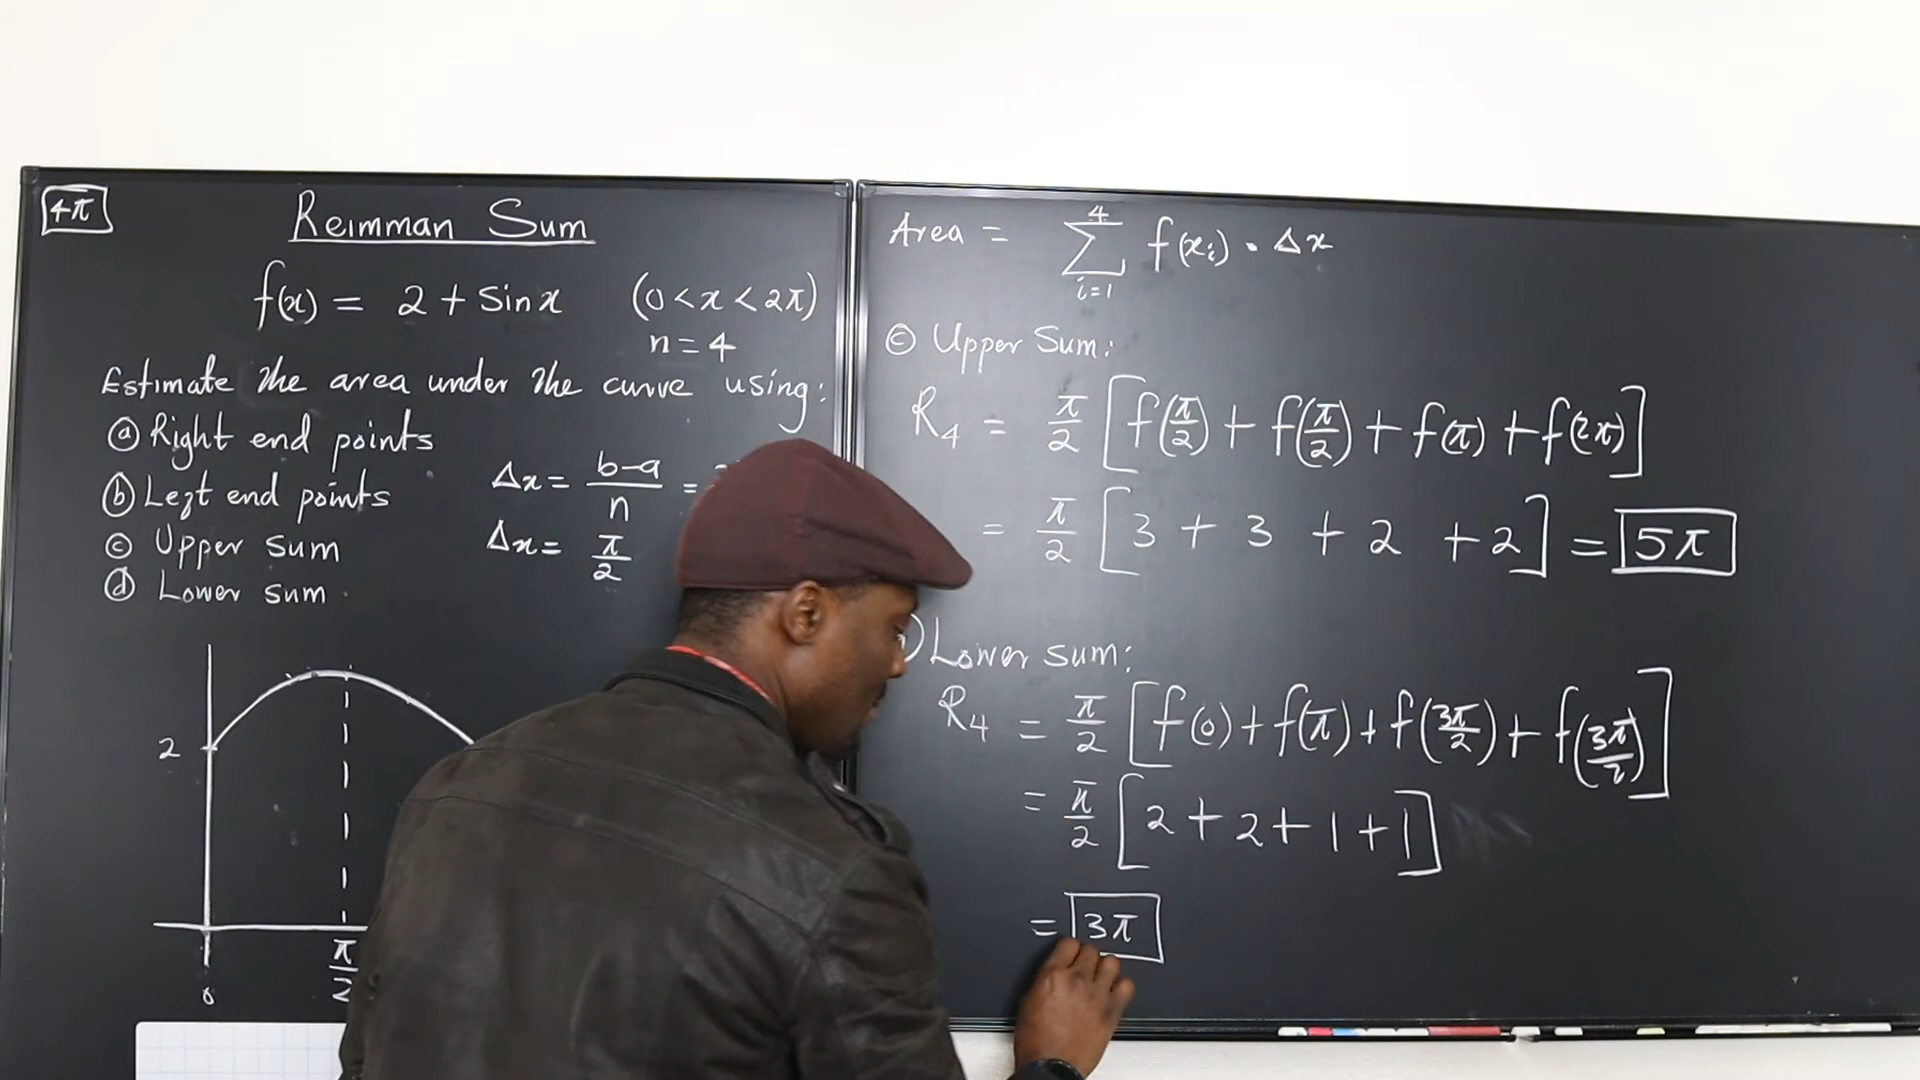 4π
Reimman Sum
f(x) = 2 + Sin x (0 < x < 2π)
n = 4
Estimate the area under the curve using:
ⓐ Right end points
ⓑ Left end points
ⓒ Upper sum
ⓓ Lower sum
Δx = b-a/n =
Δx = π/2
2
0
π/2
Area = 4 Σ i=1 f(xi) · Δx
ⓒ Upper Sum:
R4 = π/2 [f(π/2) + f(π/2) + f(π) + f(2π)]
= π/2 [3 + 3 + 2 + 2] = 5π
) Lower sum:
R4 = π/2 [f(0) + f(π) + f(3π/2) + f(3π/2)]
= π/2 [2 + 2 + 1 + 1]
= 3π